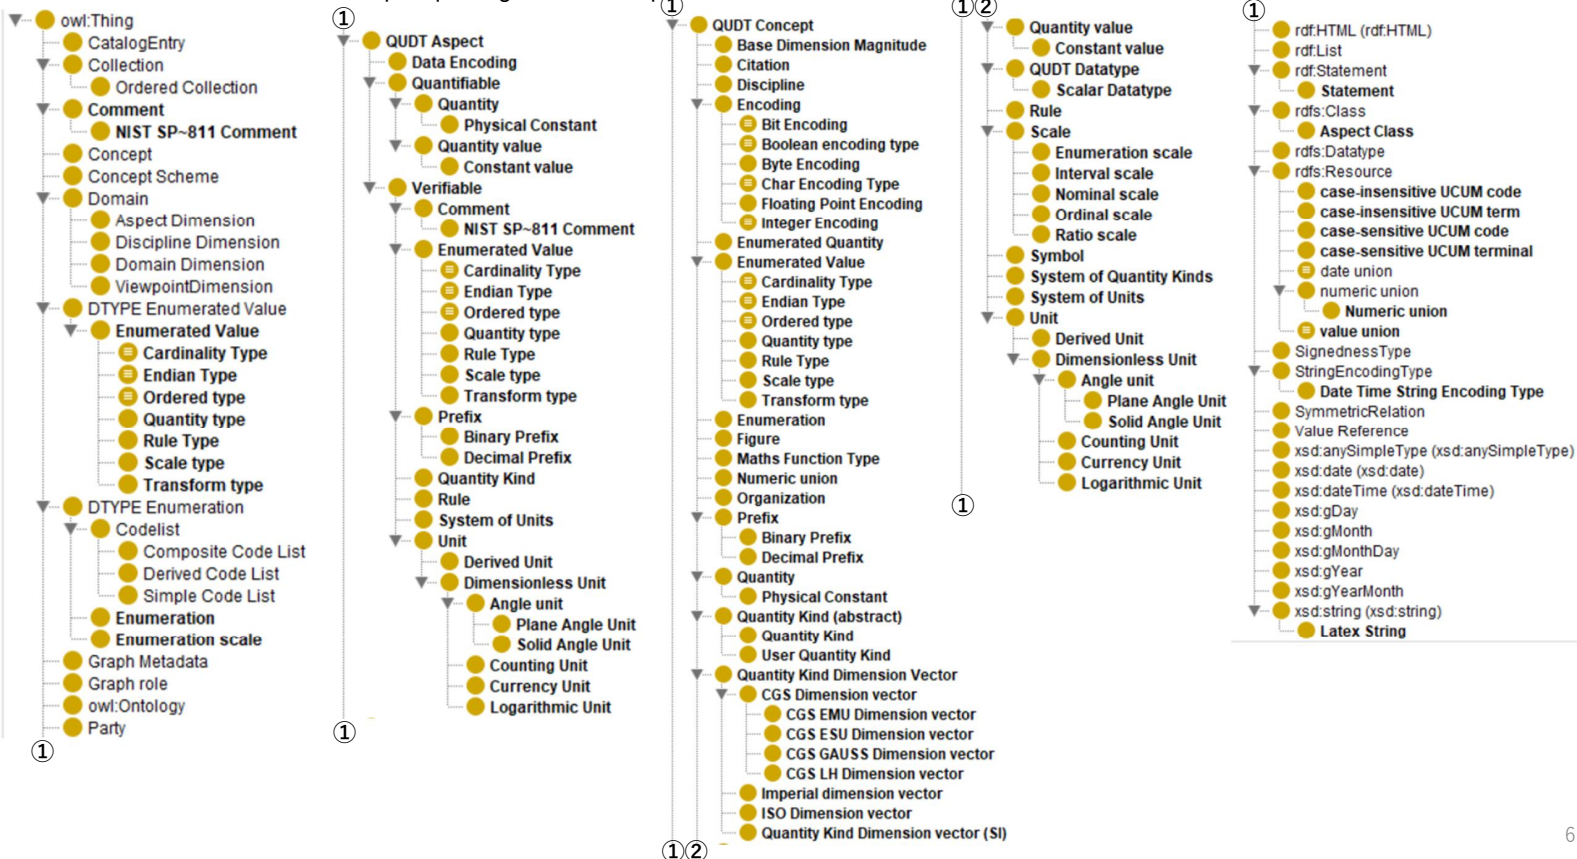 owl:Thing
CatalogEntry
Collection
Ordered Collection
Comment
NIST SP~811 Comment
Concept
Concept Scheme
Domain
Aspect Dimension
Discipline Dimension
Domain Dimension
ViewpointDimension
DTYPE Enumerated Value
Enumerated Value
Cardinality Type
Endian Type
Ordered type
Quantity type
Rule Type
Scale type
Transform type
DTYPE Enumeration
Codelist
Composite Code List
Derived Code List
Simple Code List
Enumeration
Enumeration scale
Graph Metadata
Graph role
owl:Ontology
Party
①
①
QUDT Aspect
Data Encoding
Quantifiable
Quantity
Physical Constant
Quantity value
Constant value
Verifiable
Comment
NIST SP~811 Comment
Enumerated Value
Cardinality Type
Endian Type
Ordered type
Quantity type
Rule Type
Scale type
Transform type
Prefix
Binary Prefix
Decimal Prefix
Quantity Kind
Rule
System of Units
Unit
Derived Unit
Dimensionless Unit
Angle unit
Plane Angle Unit
Solid Angle Unit
Counting Unit
Currency Unit
Logarithmic Unit
①
①
QUDT Concept
Base Dimension Magnitude
Citation
Discipline
Encoding
Bit Encoding
Boolean encoding type
Byte Encoding
Char Encoding Type
Floating Point Encoding
Integer Encoding
Enumerated Quantity
Enumerated Value
Cardinality Type
Endian Type
Ordered type
Quantity type
Rule Type
Scale type
Transform type
Enumeration
Figure
Maths Function Type
Numeric union
Organization
Prefix
Binary Prefix
Decimal Prefix
Quantity
Physical Constant
Quantity Kind (abstract)
Quantity Kind
User Quantity Kind
Quantity Kind Dimension Vector
CGS Dimension vector
CGS EMU Dimension vector
CGS ESU Dimension vector
CGS GAUSS Dimension vector
CGS LH Dimension vector
Imperial dimension vector
ISO Dimension vector
Quantity Kind Dimension vector (SI)
①②
①②
Quantity value
Constant value
QUDT Datatype
Scalar Datatype
Rule
Scale
Enumeration scale
Interval scale
Nominal scale
Ordinal scale
Ratio scale
Symbol
System of Quantity Kinds
System of Units
Unit
Derived Unit
Dimensionless Unit
Angle unit
Plane Angle Unit
Solid Angle Unit
Counting Unit
Currency Unit
Logarithmic Unit
①
①
rdf:HTML (rdf:HTML)
rdf:List
rdf:Statement
Statement
rdfs:Class
Aspect Class
rdfs:Datatype
rdfs:Resource
case-insensitive UCUM code
case-insensitive UCUM term
case-sensitive UCUM code
case-sensitive UCUM terminal
date union
numeric union
Numeric union
value union
SignednessType
StringEncodingType
Date Time String Encoding Type
SymmetricRelation
Value Reference
xsd:anySimpleType (xsd:anySimpleType)
xsd:date (xsd:date)
xsd:dateTime (xsd:dateTime)
xsd:gDay
xsd:gMonth
xsd:gMonthDay
xsd:gYear
xsd:gYearMonth
xsd:string (xsd:string)
Latex String
6